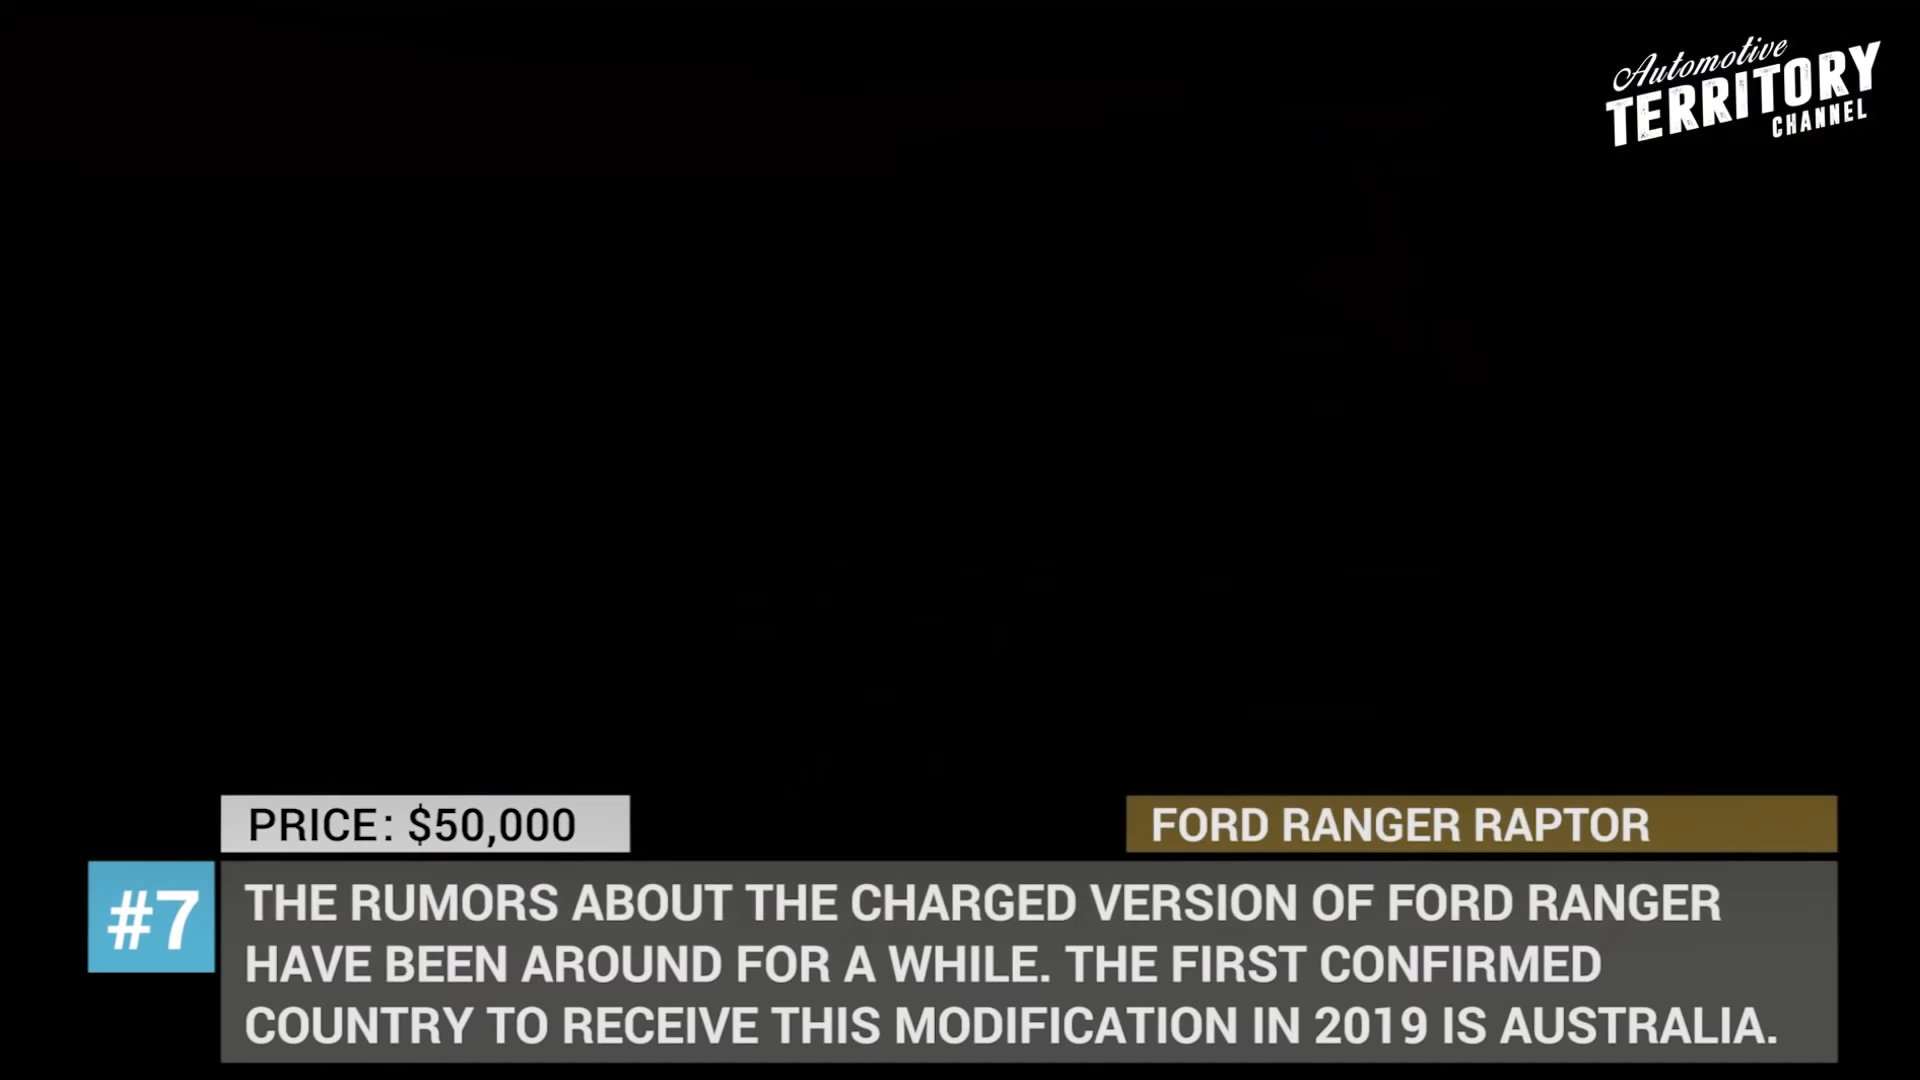 Automotive
TERRITORY
CHANNEL
PRICE: $50,000
FORD RANGER RAPTOR
#7
THE RUMORS ABOUT THE CHARGED VERSION OF FORD RANGER
HAVE BEEN AROUND FOR A WHILE. THE FIRST CONFIRMED
COUNTRY TO RECEIVE THIS MODIFICATION IN 2019 IS AUSTRALIA.